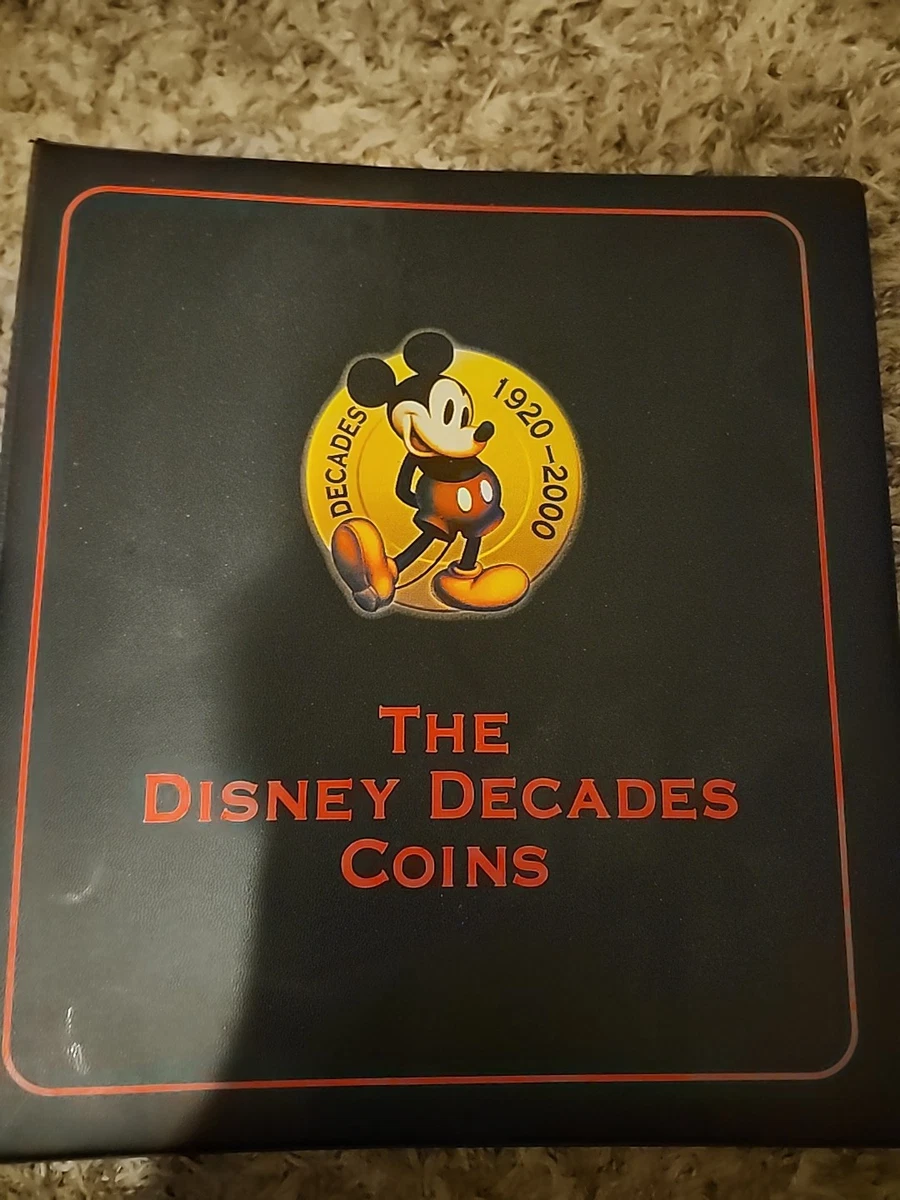 DECADES
1920–2000
THE
DISNEY DECADES
COINS